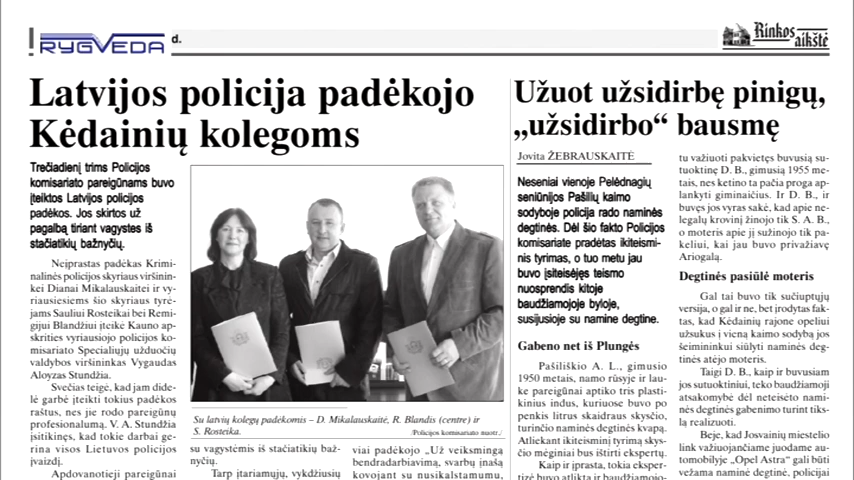 RYGVEDA d.
Rinkos
aikštė
Latvijos policija padėkojo
Kėdainių kolegoms
Trečiadienį trims Policijos
komisariato pareigūnams buvo
įteiktos Latvijos policijos
padėkos. Jos skirtos už
pagalbą tiriant vagystes iš
stačiatikių bažnyčių.
Neįprastas padėkas Krimi-
nalinės policijos skyriaus viršinin-
kei Dianai Mikalauskaitei ir vy-
riausiesiems šio skyriaus tyrė-
jams Sauliui Rosteikai bei Remi-
gijui Blandžiui įteikė Kauno ap-
skrities vyriausiojo policijos ko-
misariato Specialiųjų užduočių
valdybos viršininkas Vygaudas
Aloyzas Stundžia.
Svečias teigė, kad jam dide-
lė garbė įteikti tokius padėkos
raštus, nes jie rodo pareigūnų
profesionalumą. V. A. Stundžia
įsitikinęs, kad tokie darbai ge-
rina visos Lietuvos policijos
įvaizdį.
Apdovanotieji pareigūnai
Su latvių kolegų padėkomis – D. Mikalauskaitė, R. Blandis (centre) ir
S. Rosteika.
/Policijos komisariato nuotr./
su vagystėmis iš stačiatikių baž-
nyčių.
Tarp įtariamųjų, vykdžiusių
viai padėkojo „Už veiksmingą
bendradarbiavimą, svarbų įnašą
kovojant su nusikalstamumu,
Užuot užsidirbę pinigų,
„užsidirbo“ bausmę
Jovita ŽEBRAUSKAITĖ
Neseniai vienoje Pelėdnagių
seniūnijos Pašilių kaimo
sodyboje policija rado naminės
degtinės. Dėl šio fakto Policijos
komisariate pradėtas ikiteismi-
nis tyrimas, o tuo metu jau
buvo įsiteisėjęs teismo
nuosprendis kitoje
baudžiamojoje byloje,
susijusioje su namine degtine.
Gabeno net iš Plungės
Pašiliškio A. L., gimusio
1950 metais, namo rūsyje ir lau-
ke pareigūnai aptiko tris plasti-
kinius indus, kuriuose buvo po
penkis litrus skaidraus skysčio,
turinčio naminės degtinės kvapą.
Atliekant ikiteisminį tyrimą skys-
čio mėginiai bus ištirti ekspertų.
Kaip ir įprasta, tokia eksper-
tizė buvo atlikta ir baudžiamojo-
tu važiuoti pakvietęs buvusią su-
tuoktinę D. B., gimusią 1955 me-
tais, nes ketino ta pačia proga ap-
lankyti giminaičius. Ir D. B., ir
buvęs jos vyras sakė, kad apie ne-
legalų krovinį žinojo tik S. A. B.,
o moteris apie jį sužinojo tik pa-
keliui, kai jau buvo privažiavę
Ariogalą.
Degtinės pasiūlė moteris
Gal tai buvo tik sučiuptųjų
versija, o gal ir ne, bet įrodytas fak-
tas, kad Kėdainių rajone opeliui
užsukus į vieną kaimo sodybą jos
šeimininkui siūlyti naminės deg-
tinės atėjo moteris.
Taigi D. B., kaip ir buvusiam
jos sutuoktiniui, teko baudžiamoji
atsakomybė dėl neteisėto nami-
nės degtinės gabenimo turint tiks-
lą realizuoti.
Beje, kad Josvainių miestelio
link važiuojančiame juodame au-
tomobilyje „Opel Astra“ gali būti
vežama naminė degtinė, policijai